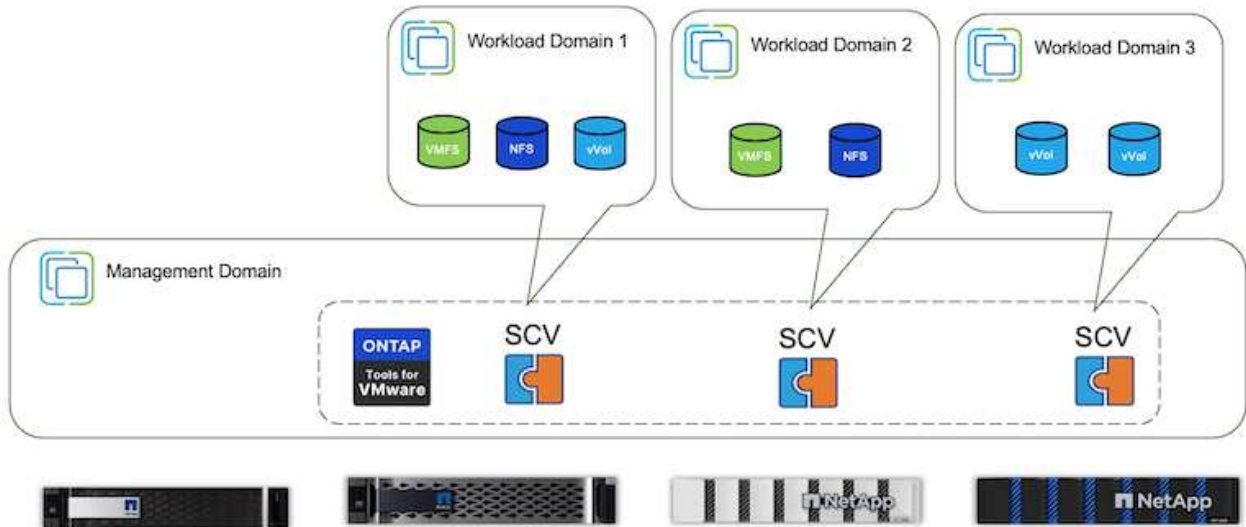 Workload Domain 1
Workload Domain 2
Workload Domain 3
VMFS
NFS
vVol
VMFS
NFS
vVol
vVol
Management Domain
ONTAP
Tools for
VMware
SCV
SCV
SCV
NetApp
NetApp